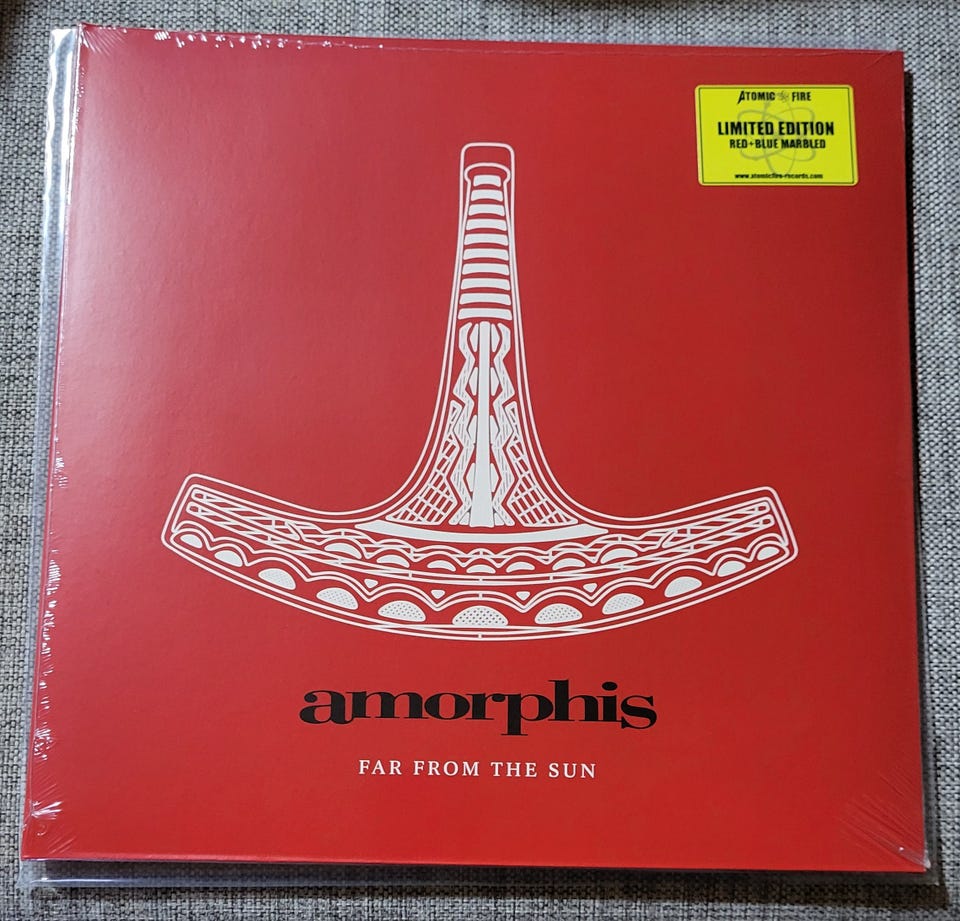 ATOMIC FIRE
LIMITED EDITION
RED+BLUE MARBLED
www.atomicfire-records.com
amorphis
FAR FROM THE SUN